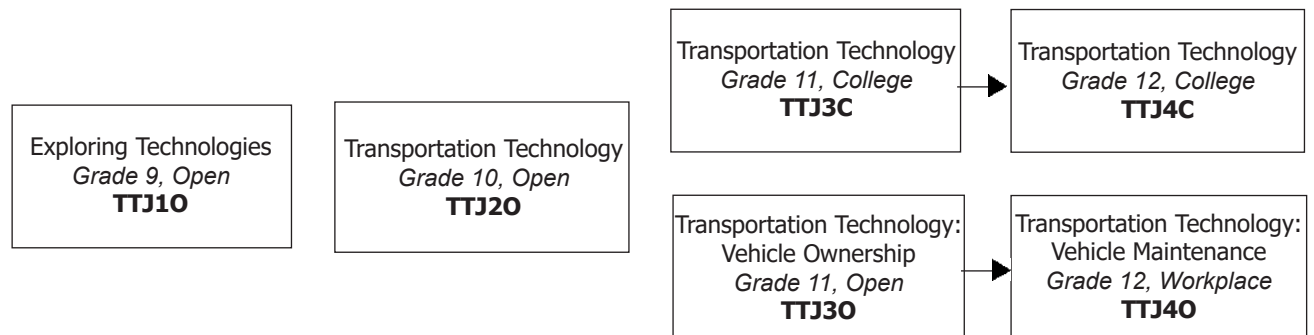 Exploring Technologies
Grade 9, Open
TTJ1O
Transportation Technology
Grade 10, Open
TTJ2O
Transportation Technology
Grade 11, College
TTJ3C
Transportation Technology
Grade 12, College
TTJ4C
Transportation Technology:
Vehicle Ownership
Grade 11, Open
TTJ3O
Transportation Technology:
Vehicle Maintenance
Grade 12, Workplace
TTJ4O